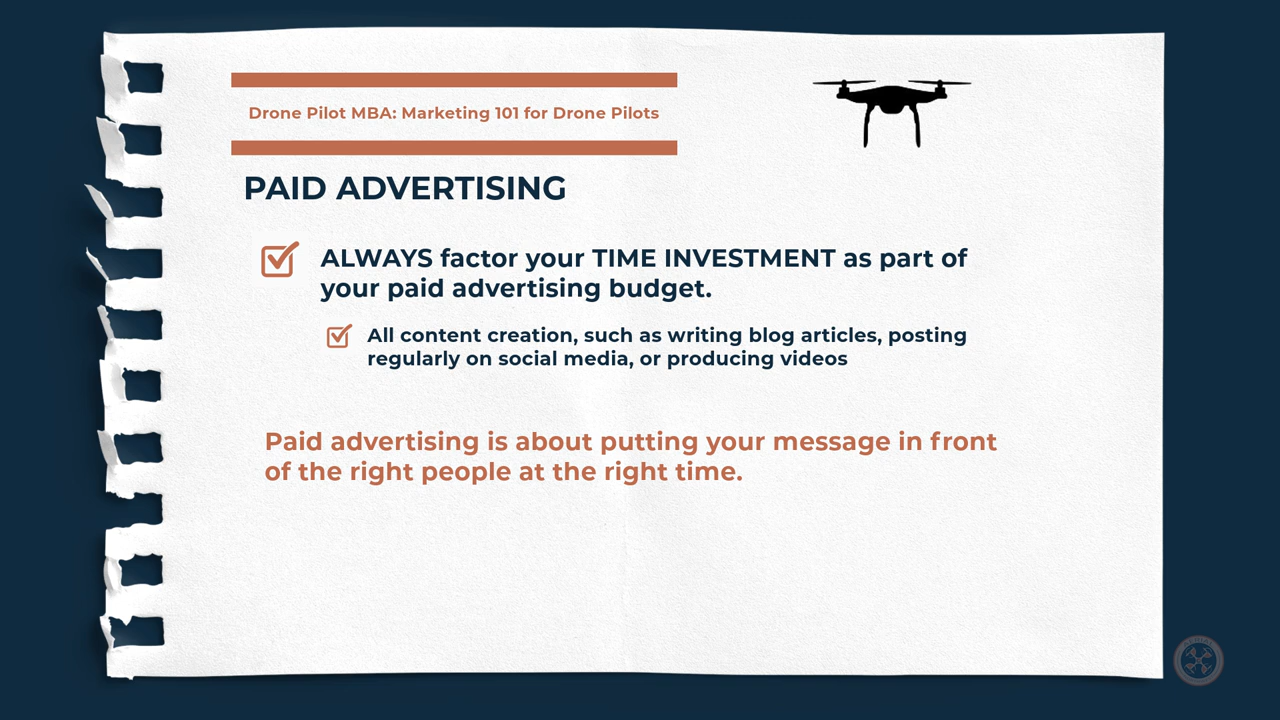 Drone Pilot MBA: Marketing 101 for Drone Pilots
PAID ADVERTISING
ALWAYS factor your TIME INVESTMENT as part of
your paid advertising budget.
All content creation, such as writing blog articles, posting
regularly on social media, or producing videos
Paid advertising is about putting your message in front
of the right people at the right time.